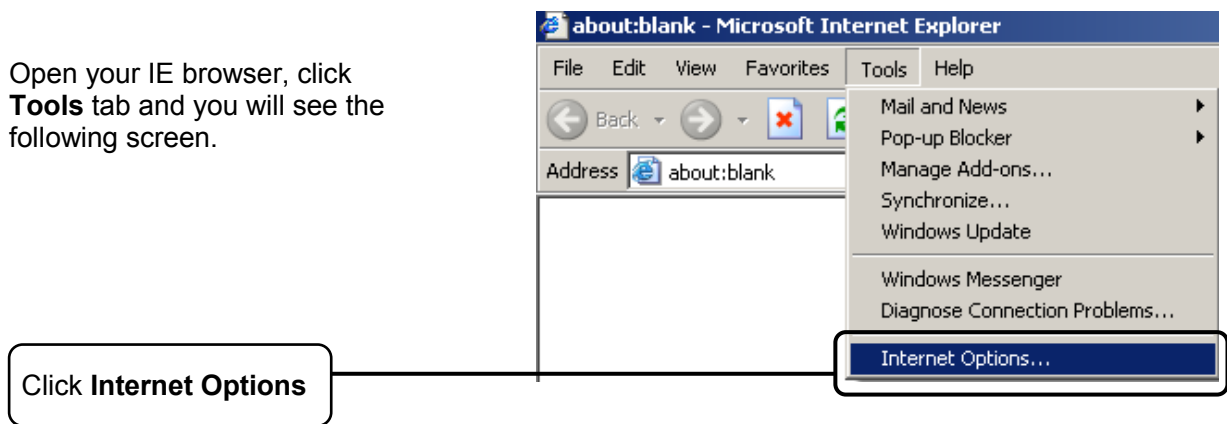 about:blank - Microsoft Internet Explorer
File Edit View Favorites Tools Help
Open your IE browser, click
Tools tab and you will see the
following screen.
Back
Address about:blank
Mail and News
Pop-up Blocker
Manage Add-ons...
Synchronize...
Windows Update
Windows Messenger
Diagnose Connection Problems...
Internet Options...
Click Internet Options